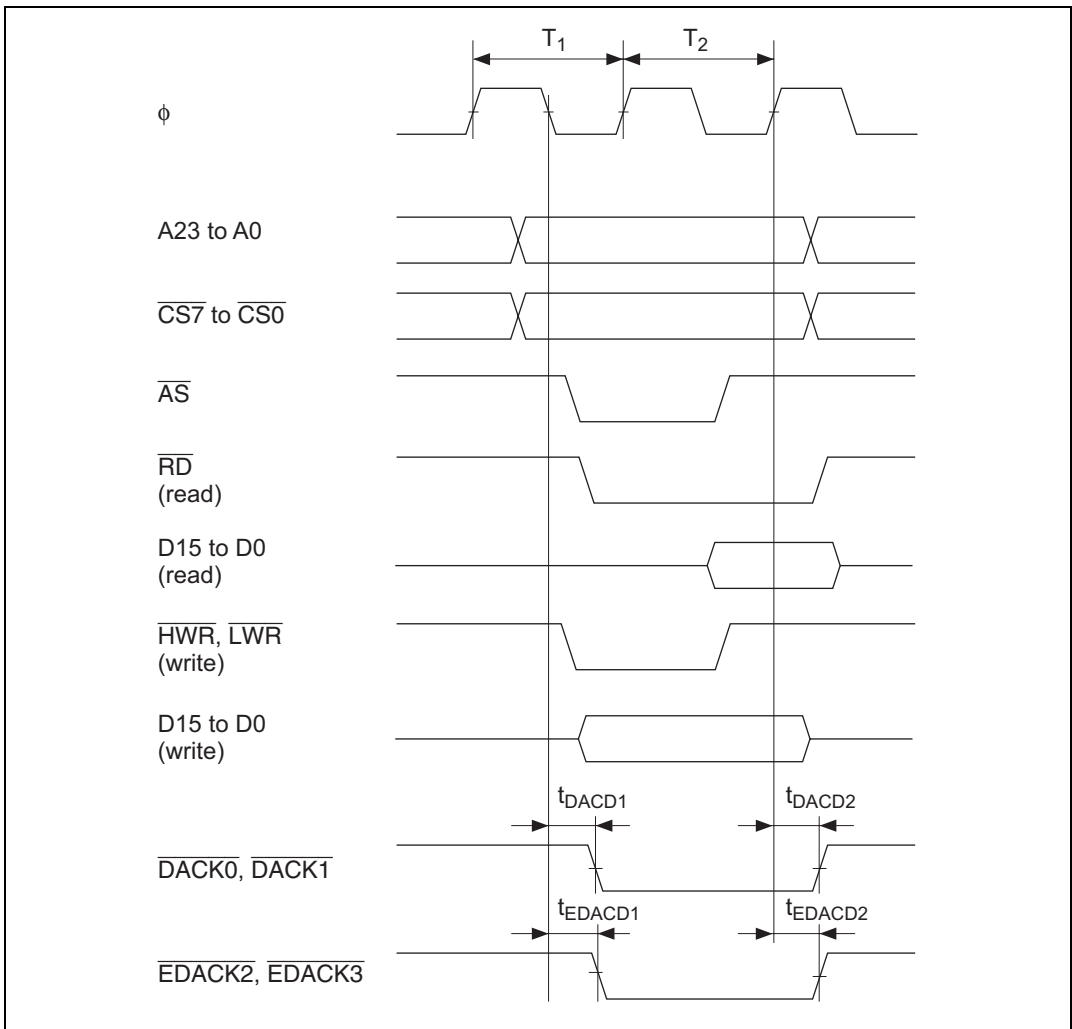 T1 T2
ϕ
A23 to A0
CS7 to CS0
AS
RD
(read)
D15 to D0
(read)
HWR, LWR
(write)
D15 to D0
(write)
tDACD1 tDACD2
DACK0, DACK1
tEDACD1 tEDACD2
EDACK2, EDACK3